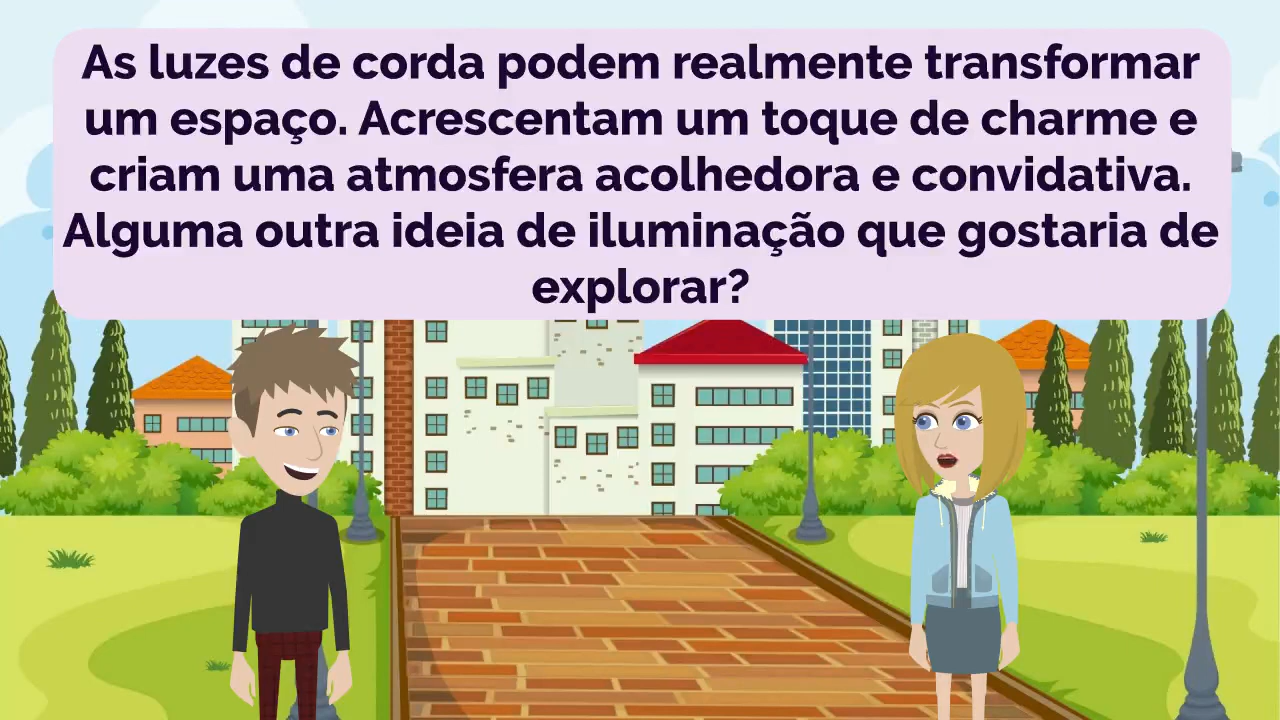 As luzes de corda podem realmente transformar
um espaço. Acrescentam um toque de charme e
criam uma atmosfera acolhedora e convidativa.
Alguma outra ideia de iluminação que gostaria de
explorar?